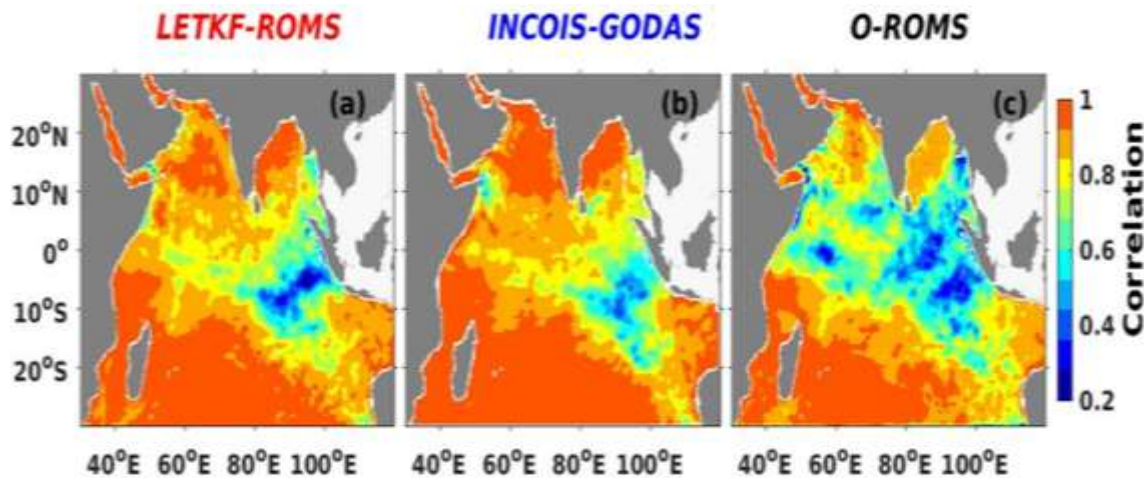 LETKF-ROMS INCOIS-GODAS O-ROMS
(a) (b) (c)
20°N
10°N
0°
10°S
20°S
40°E 60°E 80°E 100°E 40°E 60°E 80°E 100°E 40°E 60°E 80°E 100°E
1
0.8
0.6
0.4
0.2
Correlation